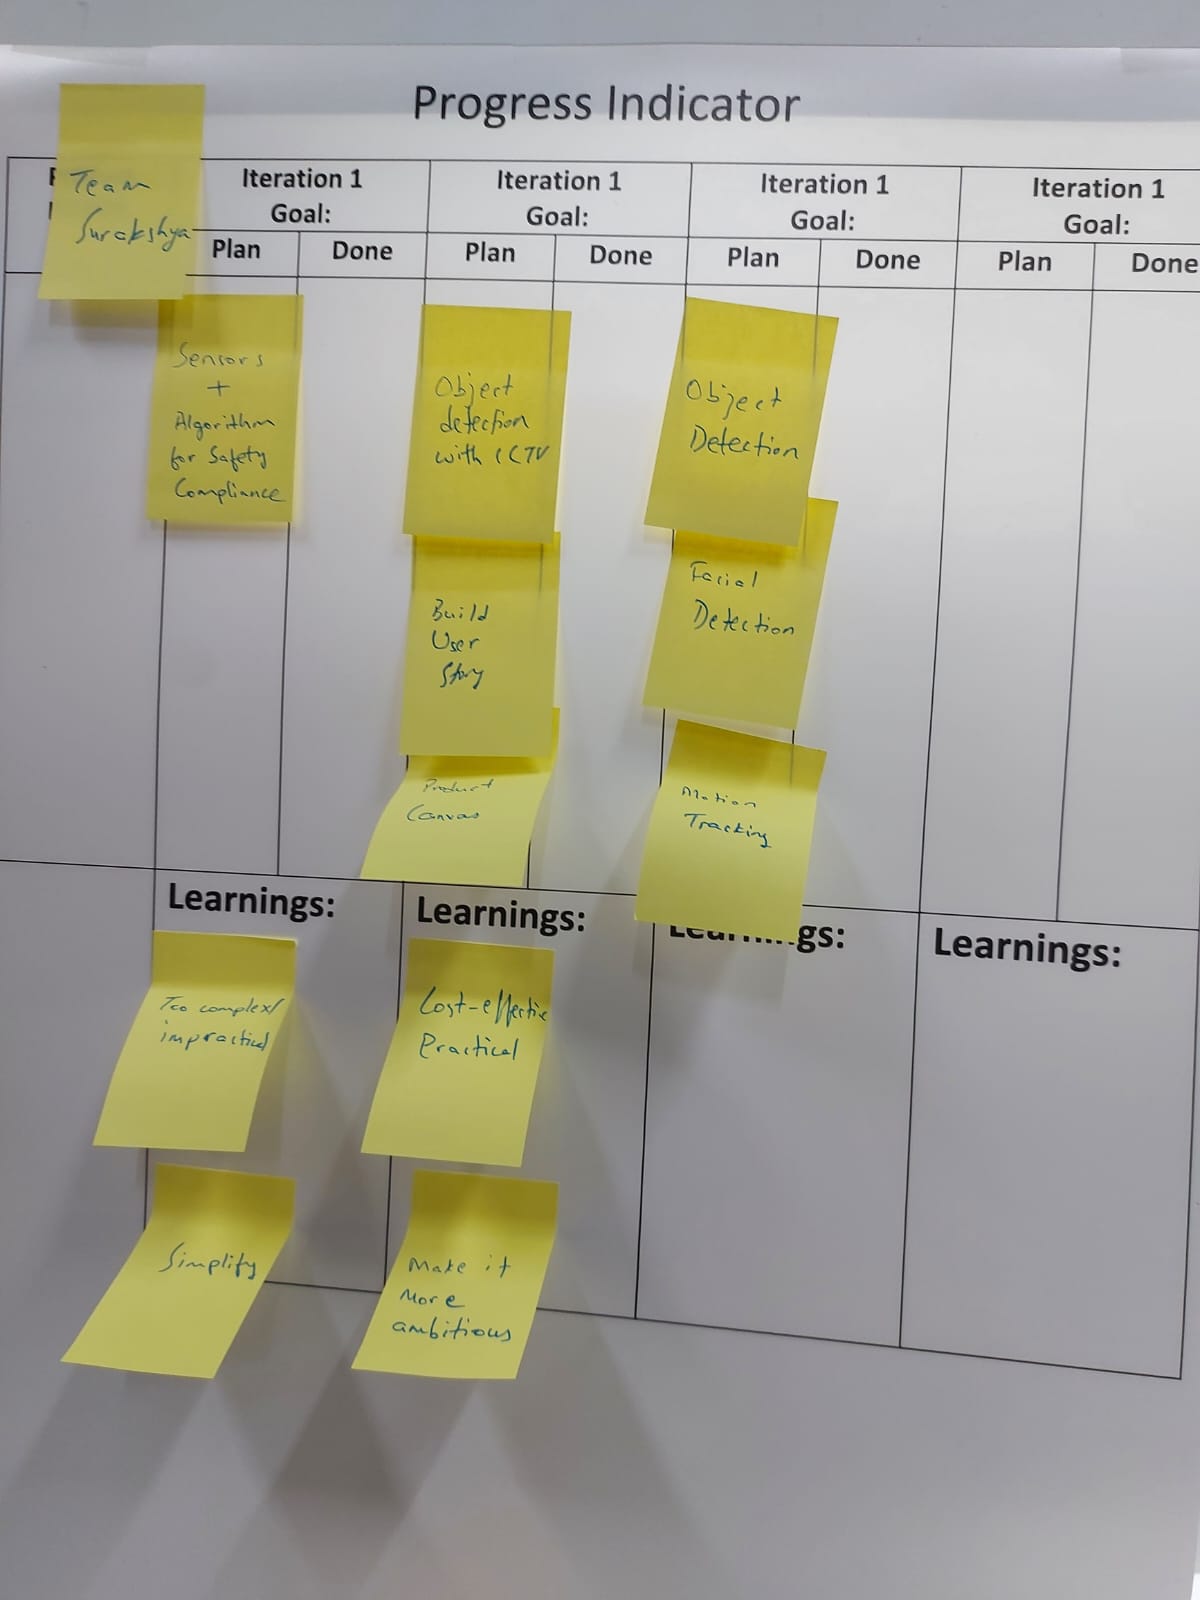 Progress Indicator
Team
Surakshya
Iteration 1
Goal:
Plan
Done
Iteration 1
Goal:
Plan
Done
Iteration 1
Goal:
Plan
Done
Iteration 1
Goal:
Plan
Done
Sensors
+
Algorithm
for Safety
Compliance
Object
detection
with CCTV
Build
User
Story
Product
Canvas
Object
Detection
Facial
Detection
Motion
Tracking
Learnings:
Too complex/
impractical
Simplify
Learnings:
Cost-effective
Practical
Make it
More
ambitious
Learnings: